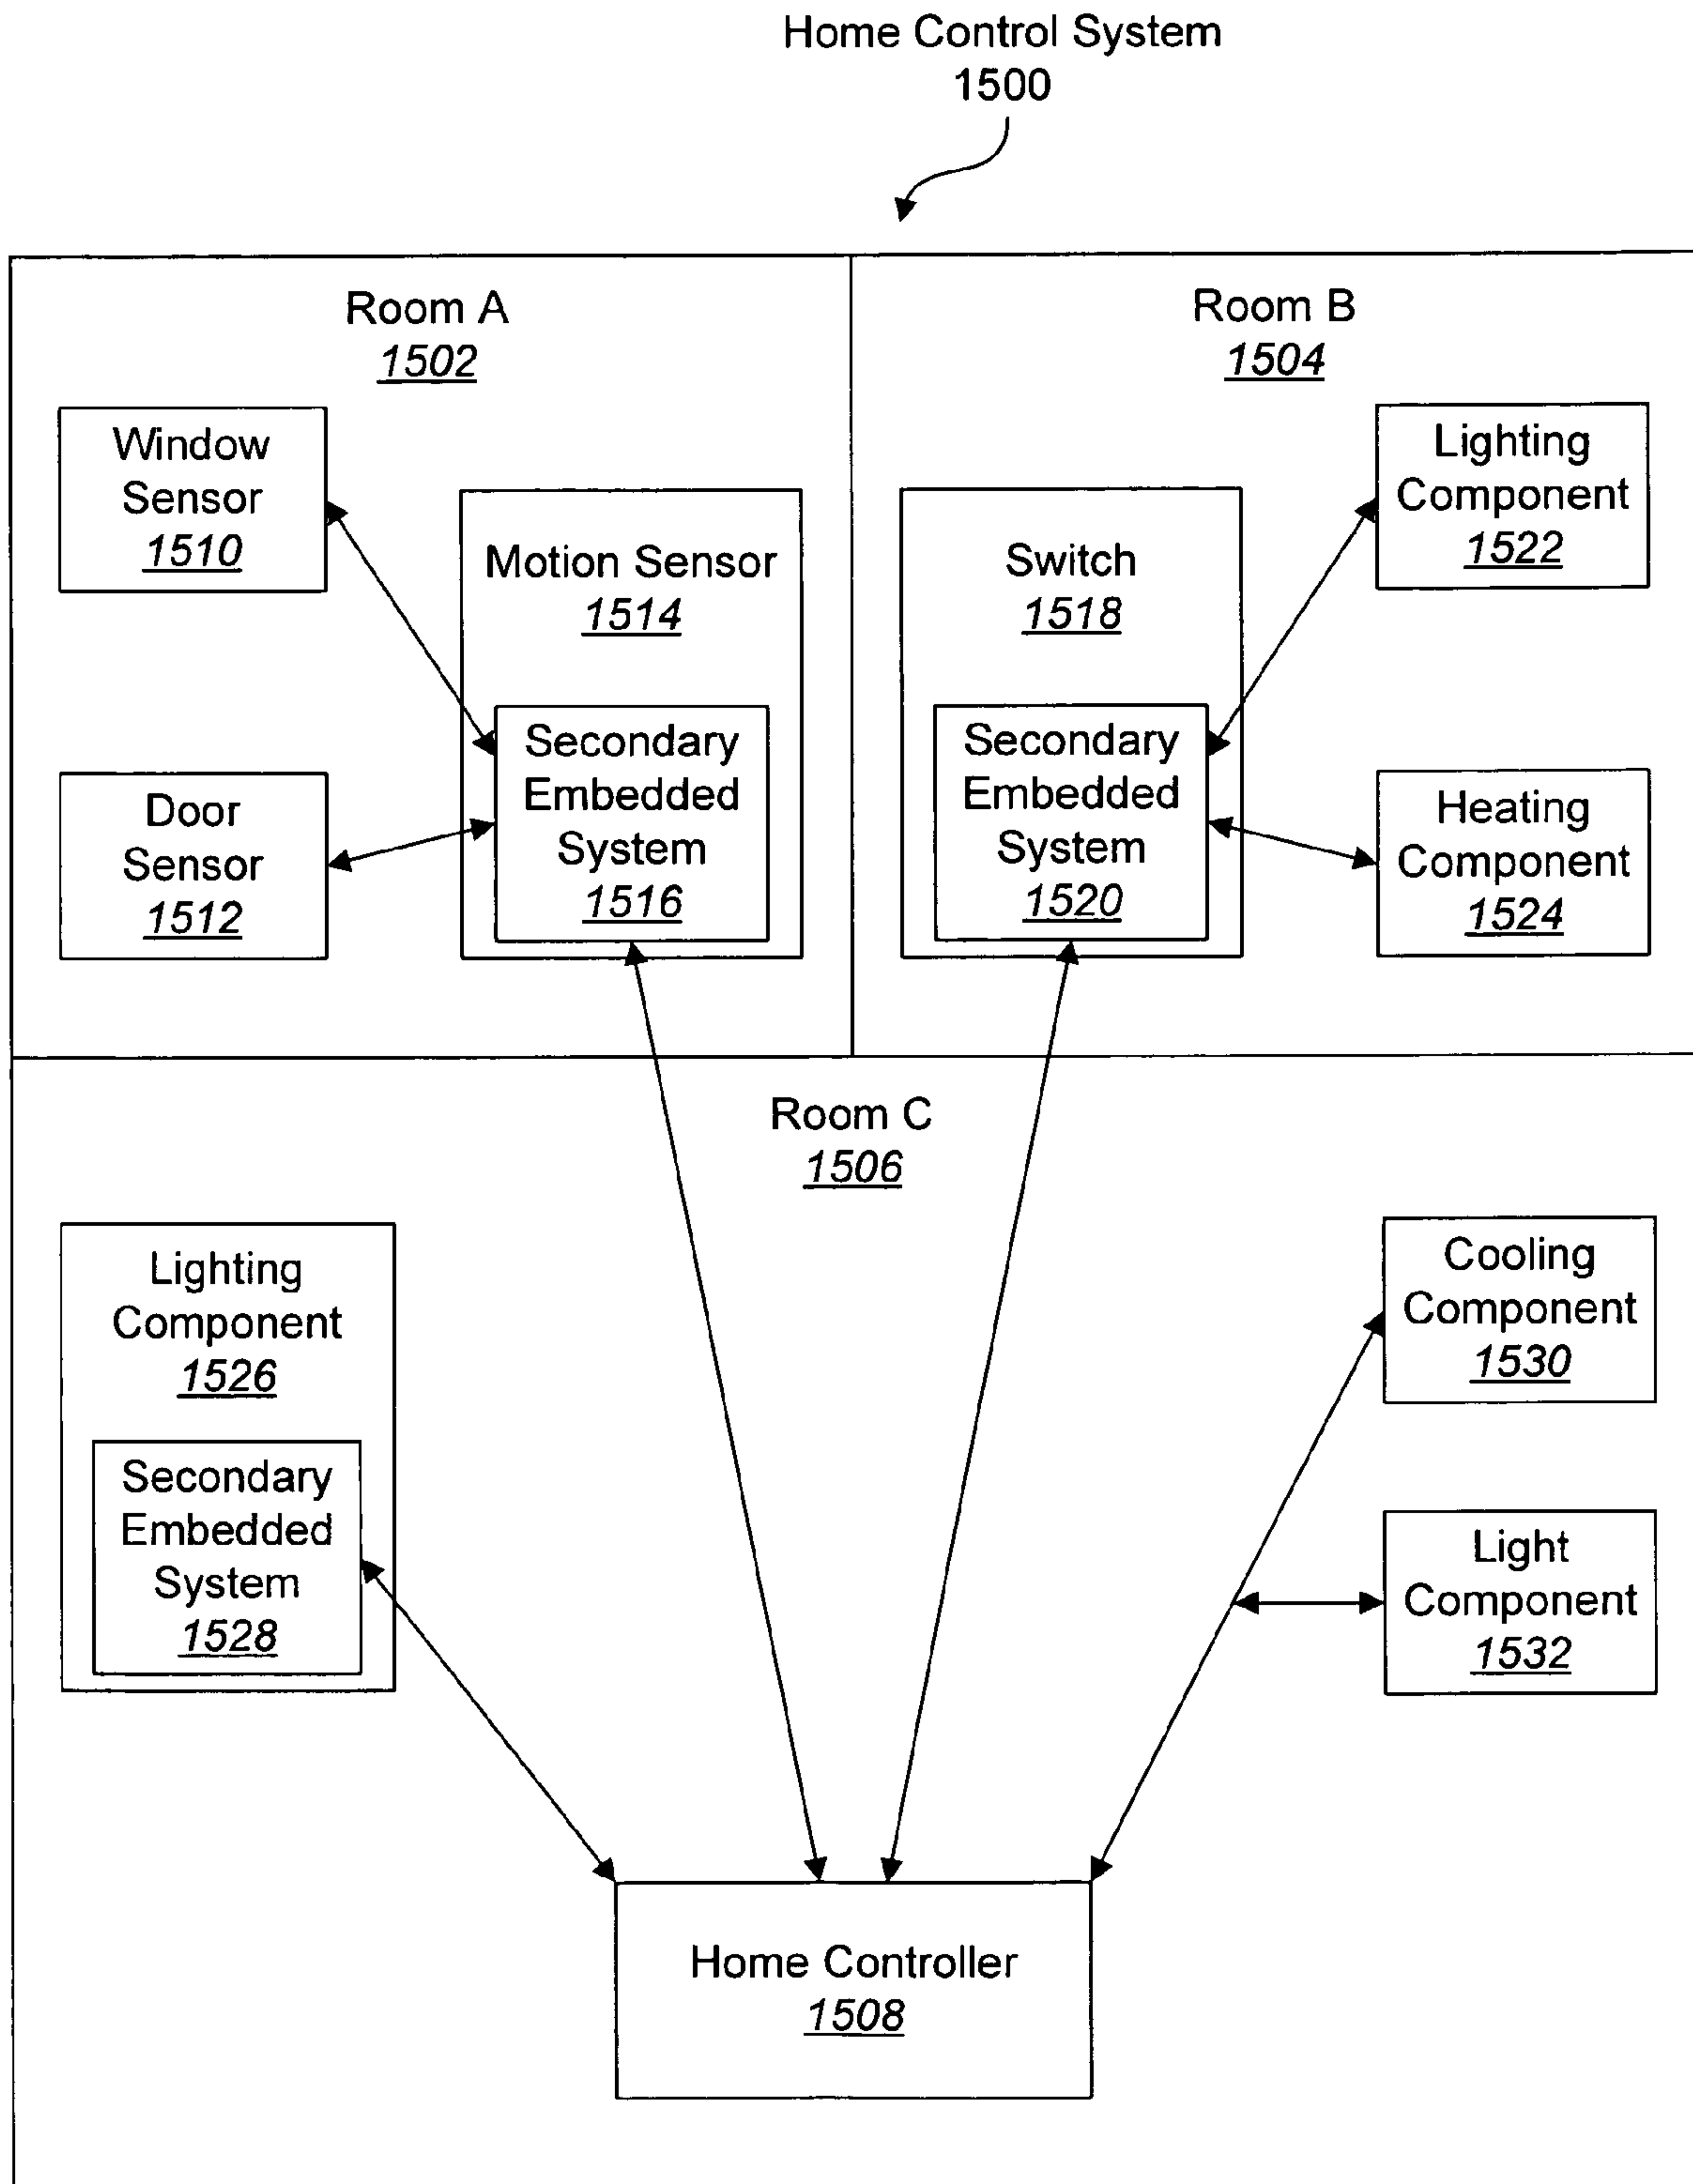 Home Control System
1500
Room A
1502
Window
Sensor
1510
Door
Sensor
1512
Motion Sensor
1514
Secondary
Embedded
System
1516
Room B
1504
Switch
1518
Secondary
Embedded
System
1520
Lighting
Component
1522
Heating
Component
1524
Room C
1506
Lighting
Component
1526
Secondary
Embedded
System
1528
Cooling
Component
1530
Light
Component
1532
Home Controller
1508